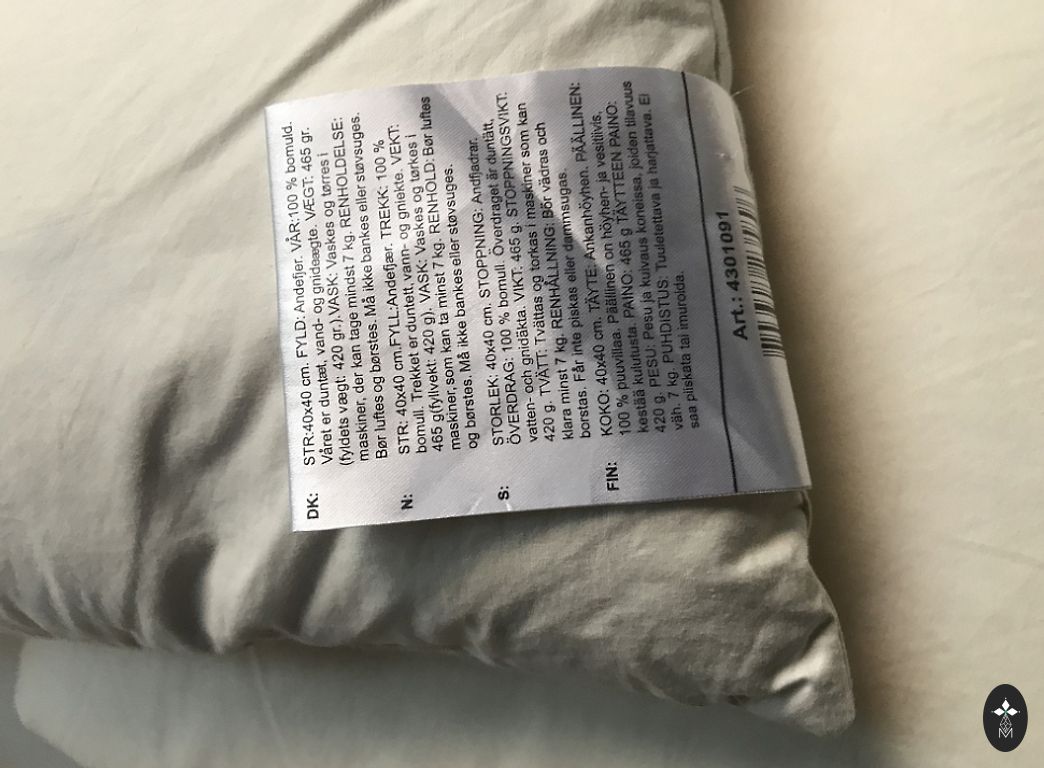 DK: STR:40x40 cm. FYLD: Andefjer. VÅR:100 % bomuld.
Våret er duntæt, vand- og gnideægte. VÆGT: 465 gr.
(fyldets vægt: 420 gr.).VASK: Vaskes og tørres i
maskiner, der kan tage mindst 7 kg. RENHOLDELSE:
Bør luftes og børstes. Må ikke bankes eller støvsuges.
N: STR: 40x40 cm.FYLL:Andefjær. TREKK: 100 %
bomull. Trekket er duntett, vann- og gniekte. VEKT:
465 g(fyllvekt: 420 g). VASK: Vaskes og tørkes i
maskiner, som kan ta minst 7 kg. RENHOLD: Bør luftes
og børstes. Må ikke bankes eller støvsuges.
S: STORLEK: 40x40 cm. STOPPNING: Andfjädrar.
ÖVERDRAG: 100 % bomull. Överdraget är duntätt,
vatten- och gnidäkta. VIKT: 465 g. STOPPNINGSVIKT:
420 g. TVÄTT: Tvättas og torkas i maskiner som kan
klara minst 7 kg. RENHÅLLNING: Bör vädras och
borstas. Får inte piskas eller dammsugas.
FIN: KOKO: 40x40 cm. TÄYTE: Ankanhöyhen. PÄÄLLINEN:
100 % puuvillaa. Päällinen on höyhen- ja vesitiivis,
kestää kulutusta. PAINO: 465 g TÄYTTEEN PAINO:
420 g. PESU: Pesu ja kuivaus koneissa, joiden tilavuus
väh. 7 kg. PUHDISTUS: Tuuletettava ja harjattava. Ei
saa piiskata tai imuroida.
Art.: 4301091
M